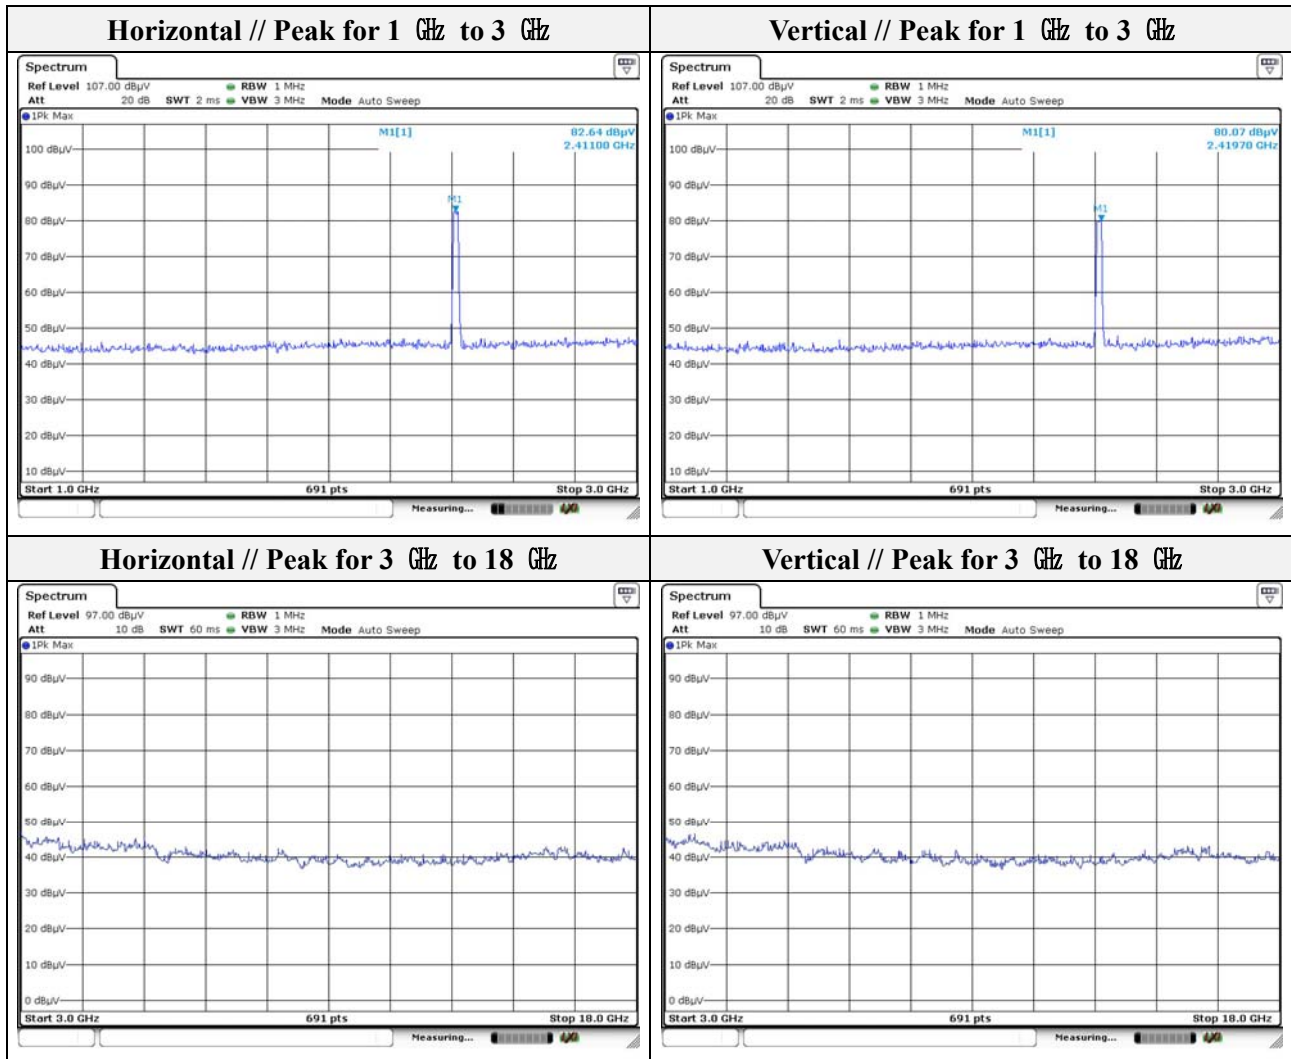 Horizontal // Peak for 1 ㎓ to 3 ㎓
Spectrum
Ref Level 107.00 dBµV RBW 1 MHz
Att 20 dB SWT 2 ms VBW 3 MHz Mode Auto Sweep
1Pk Max
M1[1] 82.64 dBµV
2.41100 GHz
100 dBµV
90 dBµV
M1
80 dBµV
70 dBµV
60 dBµV
50 dBµV
40 dBµV
30 dBµV
20 dBµV
10 dBµV
Start 1.0 GHz 691 pts Stop 3.0 GHz
Measuring...
Vertical // Peak for 1 ㎓ to 3 ㎓
Spectrum
Ref Level 107.00 dBµV RBW 1 MHz
Att 20 dB SWT 2 ms VBW 3 MHz Mode Auto Sweep
1Pk Max
M1[1] 80.07 dBµV
2.41970 GHz
100 dBµV
90 dBµV
M1
80 dBµV
70 dBµV
60 dBµV
50 dBµV
40 dBµV
30 dBµV
20 dBµV
10 dBµV
Start 1.0 GHz 691 pts Stop 3.0 GHz
Measuring...
Horizontal // Peak for 3 ㎓ to 18 ㎓
Spectrum
Ref Level 97.00 dBµV RBW 1 MHz
Att 10 dB SWT 60 ms VBW 3 MHz Mode Auto Sweep
1Pk Max
90 dBµV
80 dBµV
70 dBµV
60 dBµV
50 dBµV
40 dBµV
30 dBµV
20 dBµV
10 dBµV
0 dBµV
Start 3.0 GHz 691 pts Stop 18.0 GHz
Measuring...
Vertical // Peak for 3 ㎓ to 18 ㎓
Spectrum
Ref Level 97.00 dBµV RBW 1 MHz
Att 10 dB SWT 60 ms VBW 3 MHz Mode Auto Sweep
1Pk Max
90 dBµV
80 dBµV
70 dBµV
60 dBµV
50 dBµV
40 dBµV
30 dBµV
20 dBµV
10 dBµV
0 dBµV
Start 3.0 GHz 691 pts Stop 18.0 GHz
Measuring...